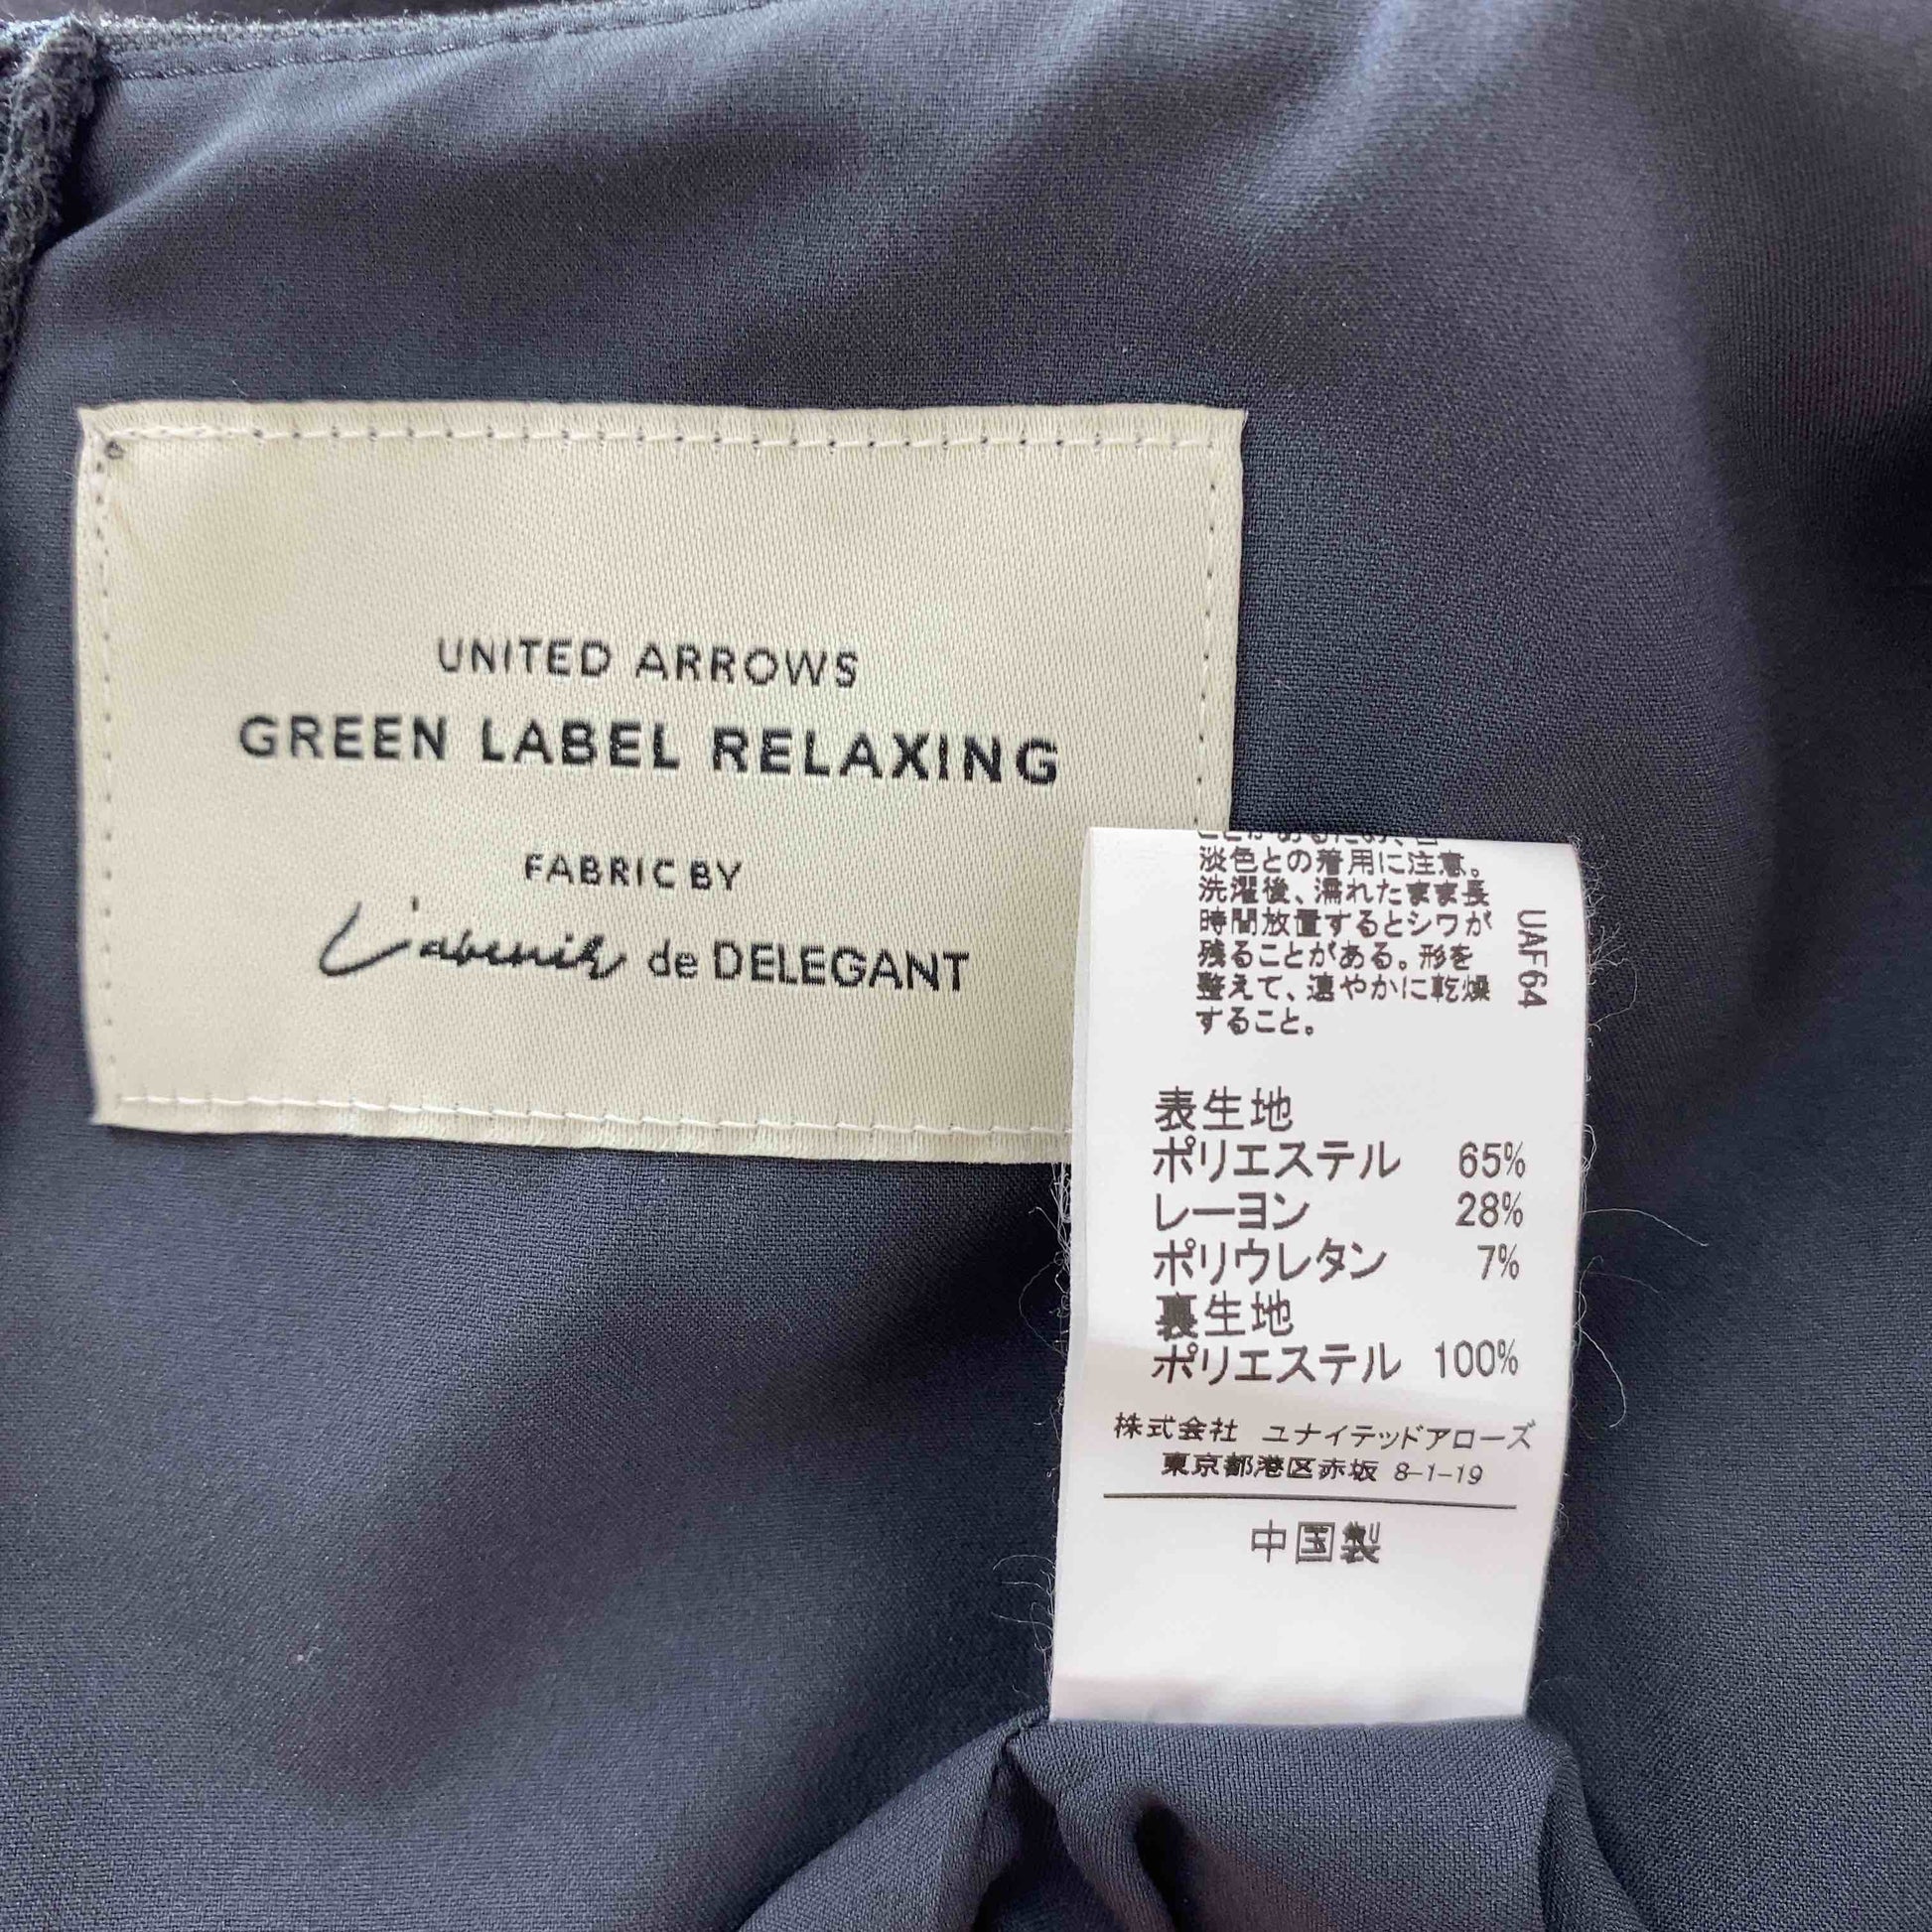 UNITED ARROWS
GREEN LABEL RELAXING
FABRIC BY
L'abenir de DELEGANT
淡色との着用に注意。
洗濯後、濡れたまま長
時間放置するとシワが
残ることがある。形を
整えて、速やかに乾燥
すること。
UAF64
表生地
ポリエステル 65%
レーヨン 28%
ポリウレタン 7%
裏生地
ポリエステル 100%
株式会社 ユナイテッドアローズ
東京都港区赤坂 8-1-19
中国製